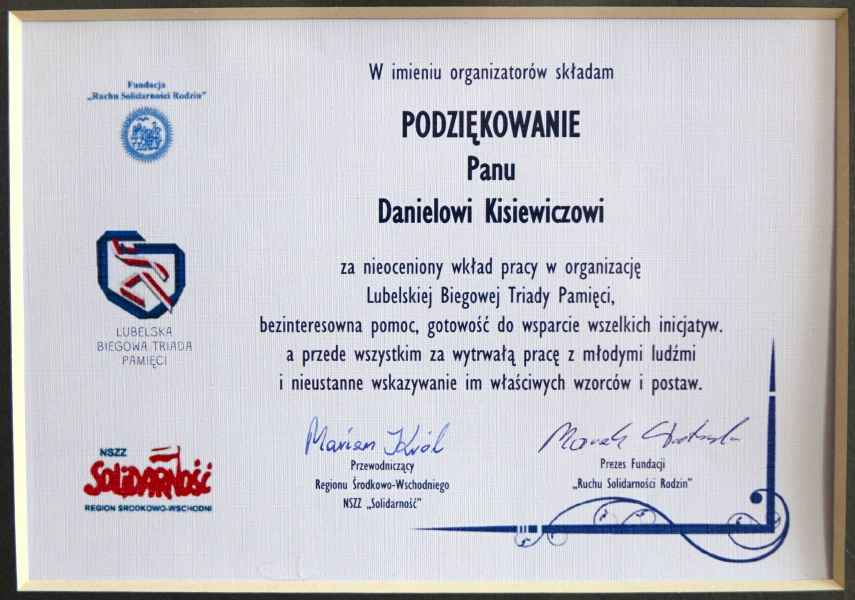 Fundacja
„Ruchu Solidarności Rodzin”
LUBELSKA
BIEGOWA TRIADA
PAMIĘCI
NSZZ
SOLIDARNOŚĆ
REGION ŚRODKOWO-WSCHODNI
W imieniu organizatorów składam
PODZIĘKOWANIE
Panu
Danielowi Kisiewiczowi
za nieoceniony wkład pracy w organizację
Lubelskiej Biegowej Triady Pamięci,
bezinteresowna pomoc, gotowość do wsparcie wszelkich inicjatyw.
a przede wszystkim za wytrwałą pracę z młodymi ludźmi
i nieustanne wskazywanie im właściwych wzorców i postaw.
Marian Król
Przewodniczący
Regionu Środkowo-Wschodniego
NSZZ „Solidarność”
Marek
Prezes Fundacji
„Ruchu Solidarności Rodzin”